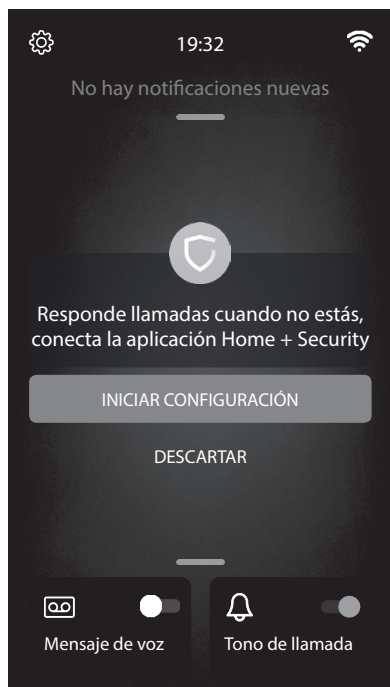 19:32
No hay notificaciones nuevas
Responde llamadas cuando no estás,
conecta la aplicación Home + Security
INICIAR CONFIGURACIÓN
DESCARTAR
Mensaje de voz
Tono de llamada